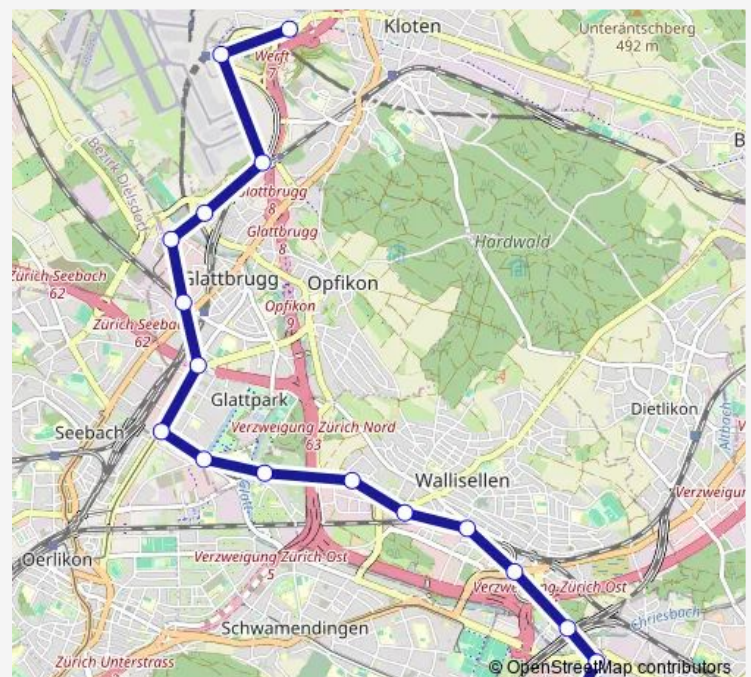 Kloten
Unterantschberg
492 m
Werft
7
B
Bezirk Dielsdorf
Glattbrugg
8
Glattbrugg
8
Hardwald
Zürich-Seebach
62
Glattbrugg
Opfikon
Opfikon
9
Zürich Seebach
62
Glattpark
Dietlikon
Altbach
Seebach
Verzweigung Zürich Nord
63
Wallisellen
Glatt
Oerlikon
Verzweigung Zürich Ost
5
Verzweigung Zürich Ost
Chriesbach
Schwamendingen
Zürich Unterstrass
© OpenStreetMap contributors